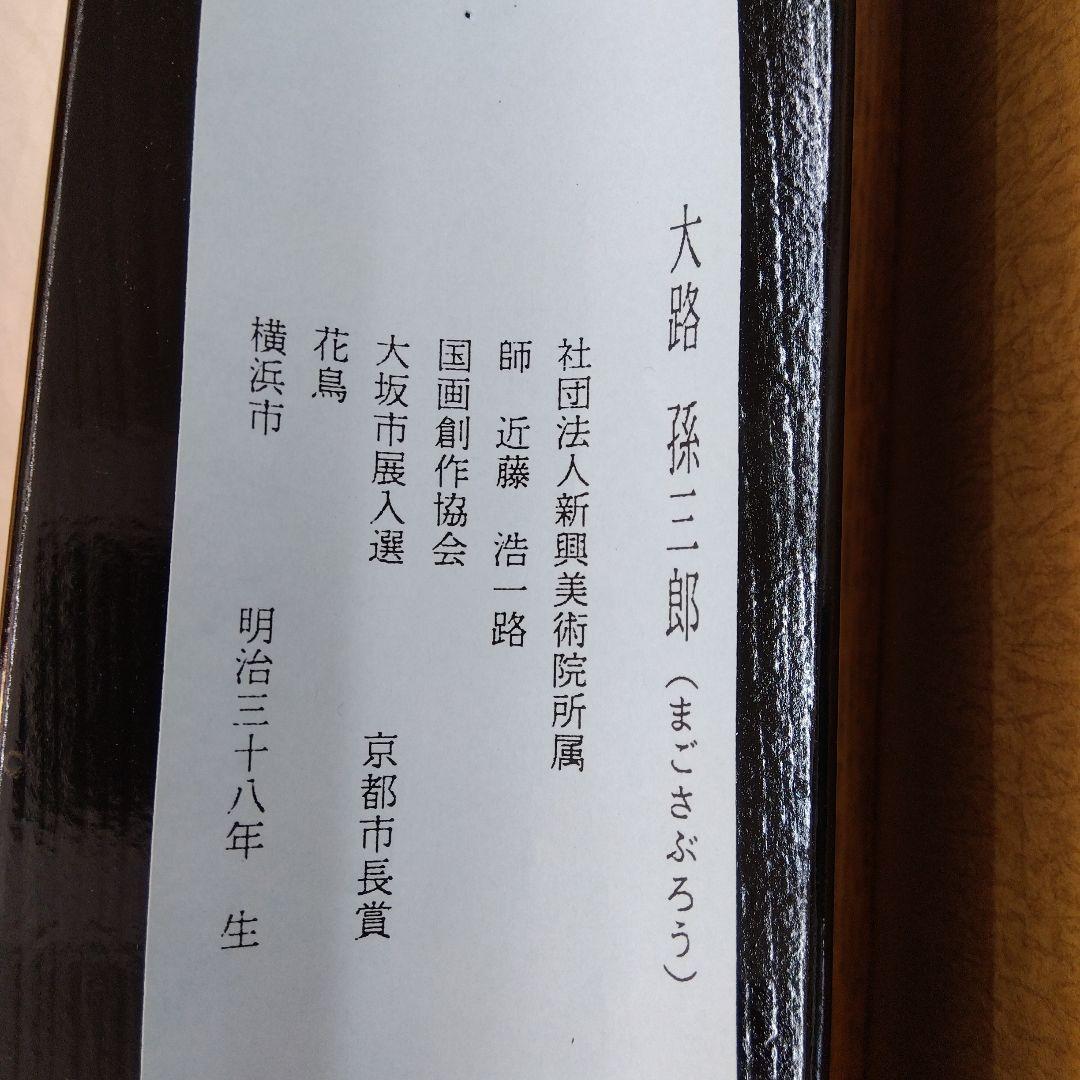 大路 孫三郎（まごさぶろう）
社団法人新興美術院所属
師 近藤 浩一路
国画創作協会
大坂市展入選 京都市長賞
花鳥
横浜市 明治三十八年 生